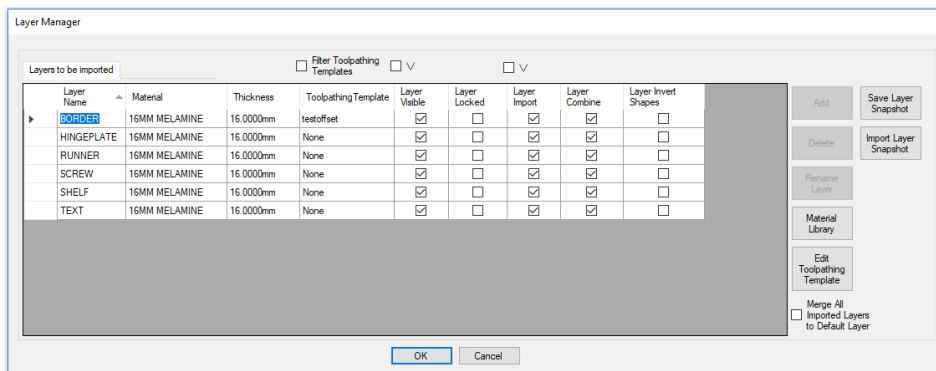 Layer Manager
Filter Toolpathing
Templates
Layers to be imported
Layer Name Material Thickness Toolpathing Template Layer Visible Layer Locked Layer Import Layer Combine Layer Invert Shapes
BORDER 16MM MELAMINE 16.0000mm testoffset
HINGEPLATE 16MM MELAMINE 16.0000mm None
RUNNER 16MM MELAMINE 16.0000mm None
SCREW 16MM MELAMINE 16.0000mm None
SHELF 16MM MELAMINE 16.0000mm None
TEXT 16MM MELAMINE 16.0000mm None
Add
Save Layer
Snapshot
Delete
Import Layer
Snapshot
Rename
Layer
Material
Library
Edit
Toolpathing
Template
Merge All
Imported Layers
to Default Layer
OK Cancel